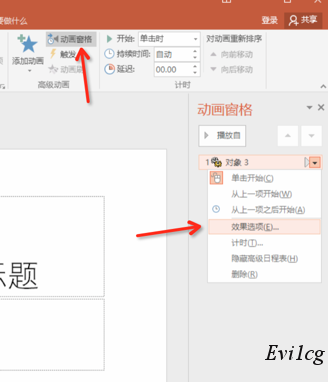 要做什么
登录 共享
动画窗格
开始: 单击时
对动画重新排序
添加动画
触发
持续时间: 自动
向前移动
动画刷
延迟: 00.00
向后移动
高级动画
计时
动画窗格
播放自
1 对象 3
单击开始(C)
从上一项开始(W)
从上一项之后开始(A)
效果选项(E)...
计时(T)...
隐藏高级日程表(H)
删除(R)
标题
Evi1cg